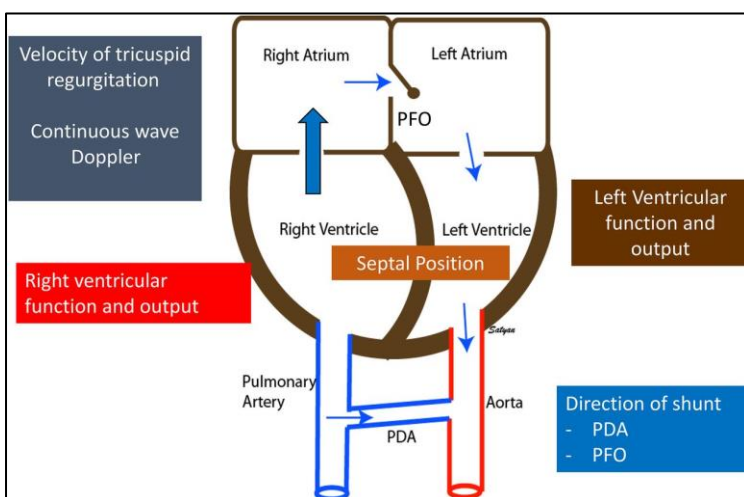 Velocity of tricuspid
regurgitation
Continuous wave
Doppler
Right Atrium
Left Atrium
PFO
Right Ventricle
Left Ventricle
Septal Position
Left Ventricular
function and
output
Right ventricular
function and output
Satyan
Pulmonary
Artery
Aorta
PDA
Direction of shunt
- PDA
- PFO